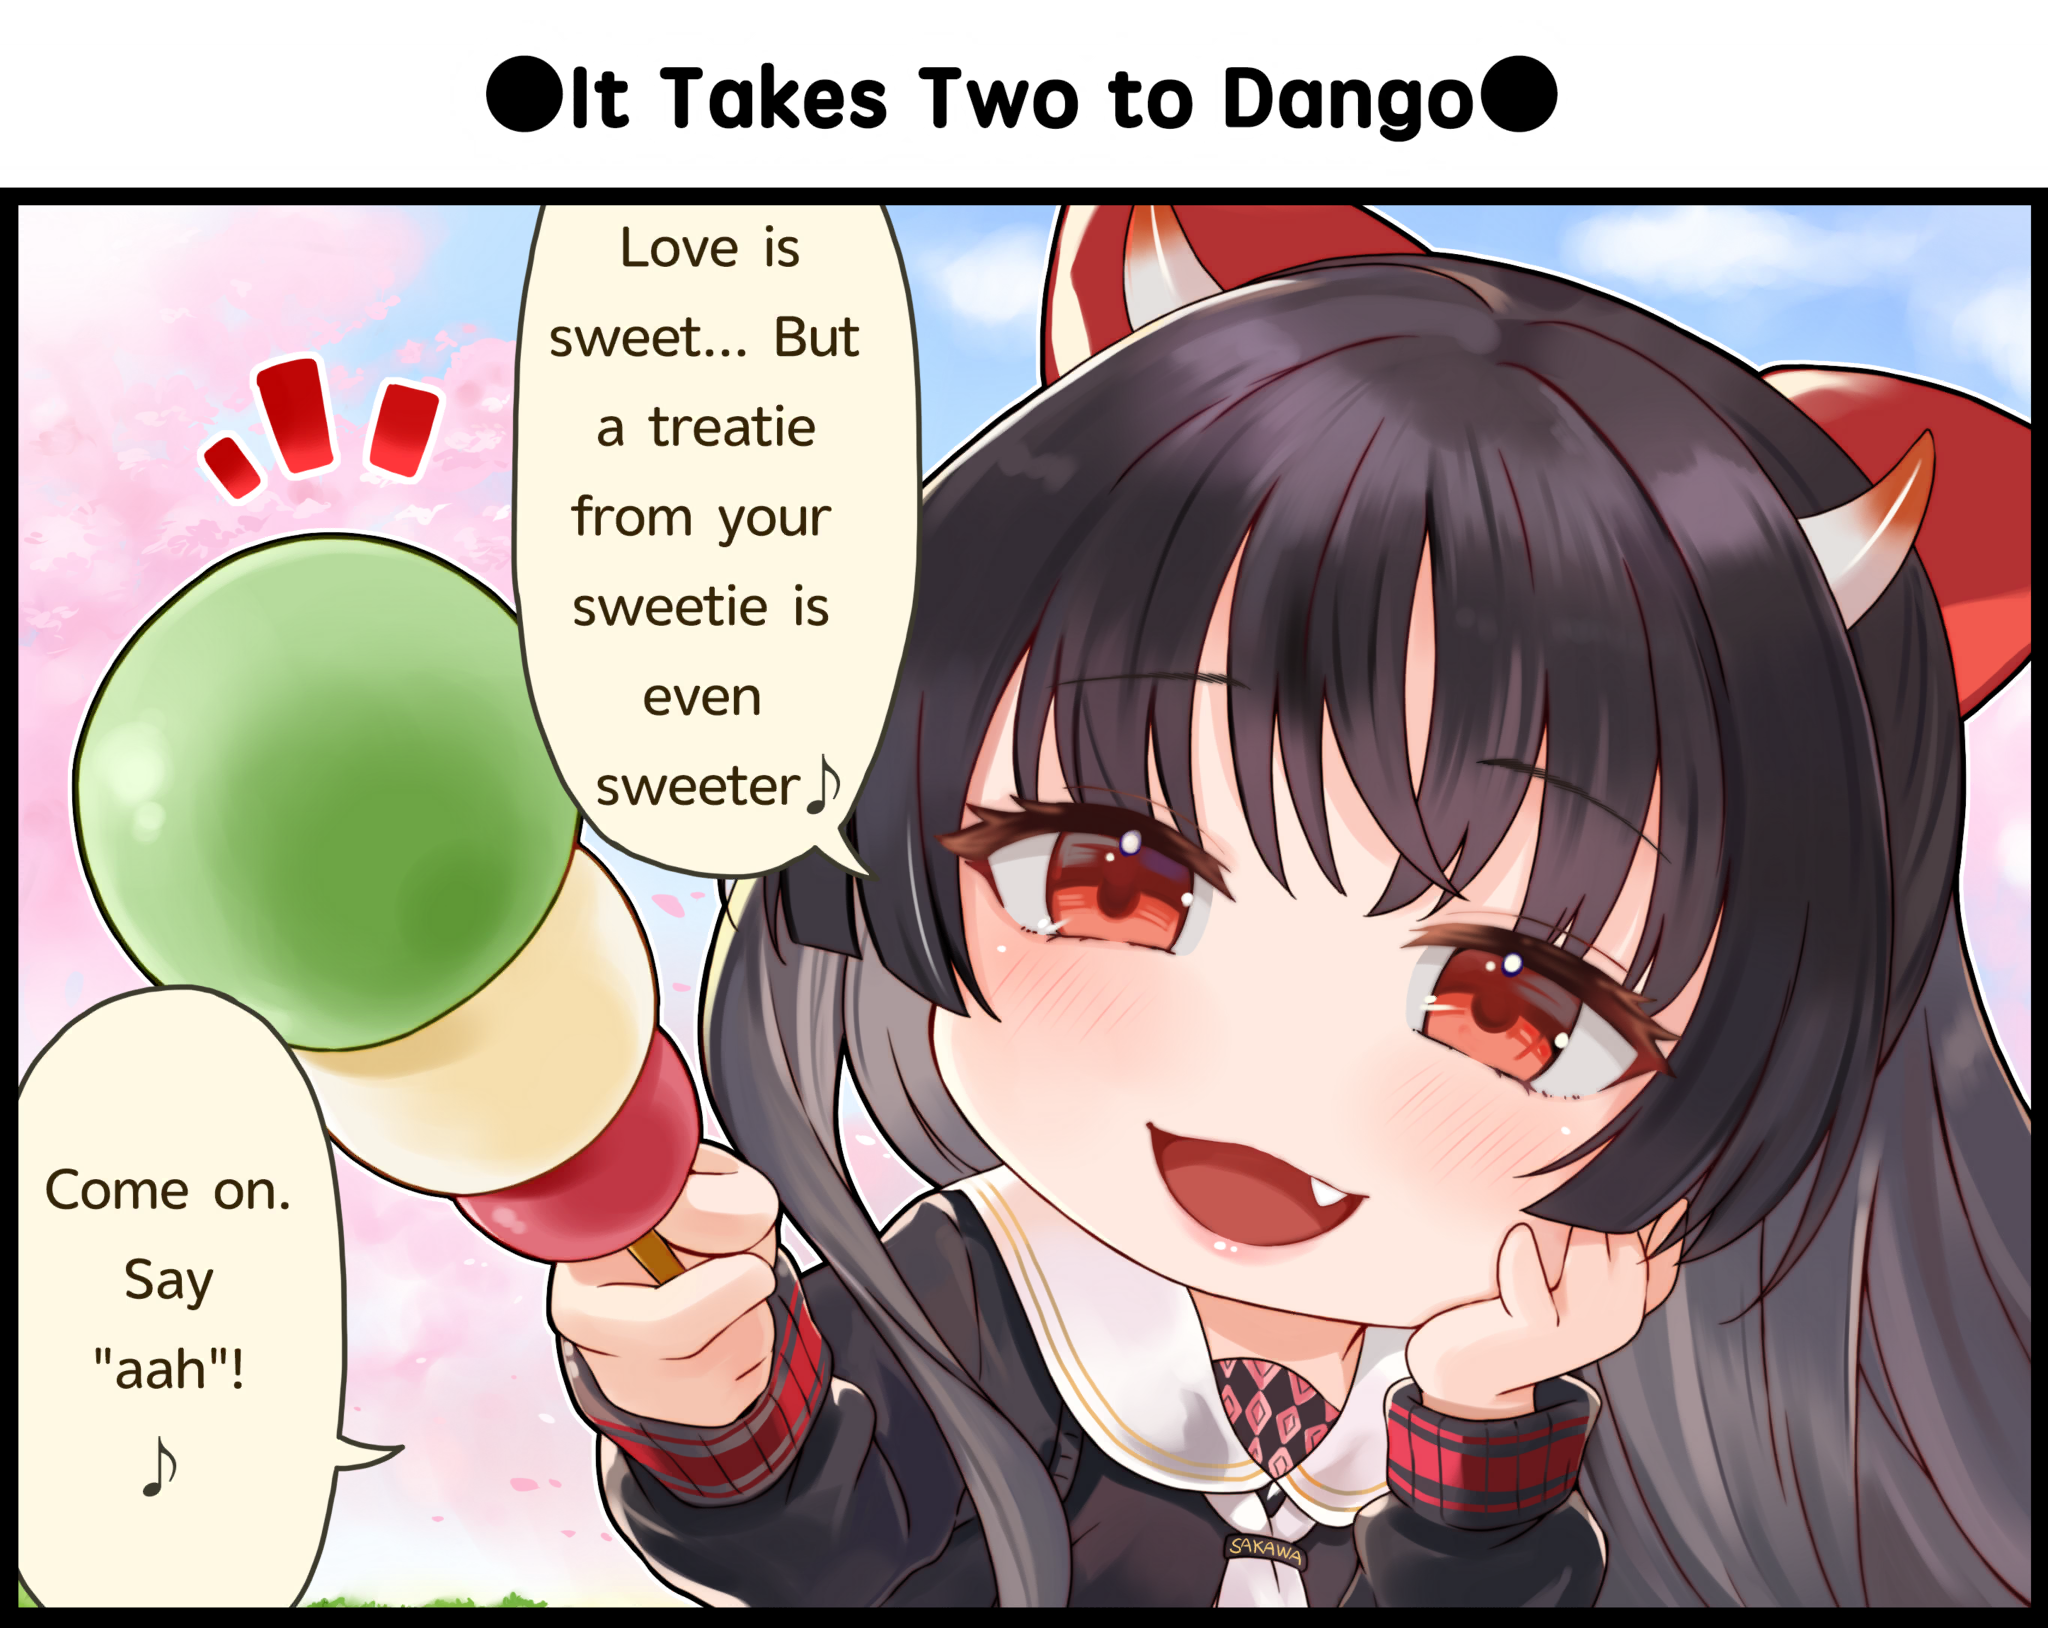 ●It Takes Two to Dango●
Love is
sweet... But
a treatie
from your
sweetie is
even
sweeter♪
Come on.
Say
"aah"!
♪
SAKAWA